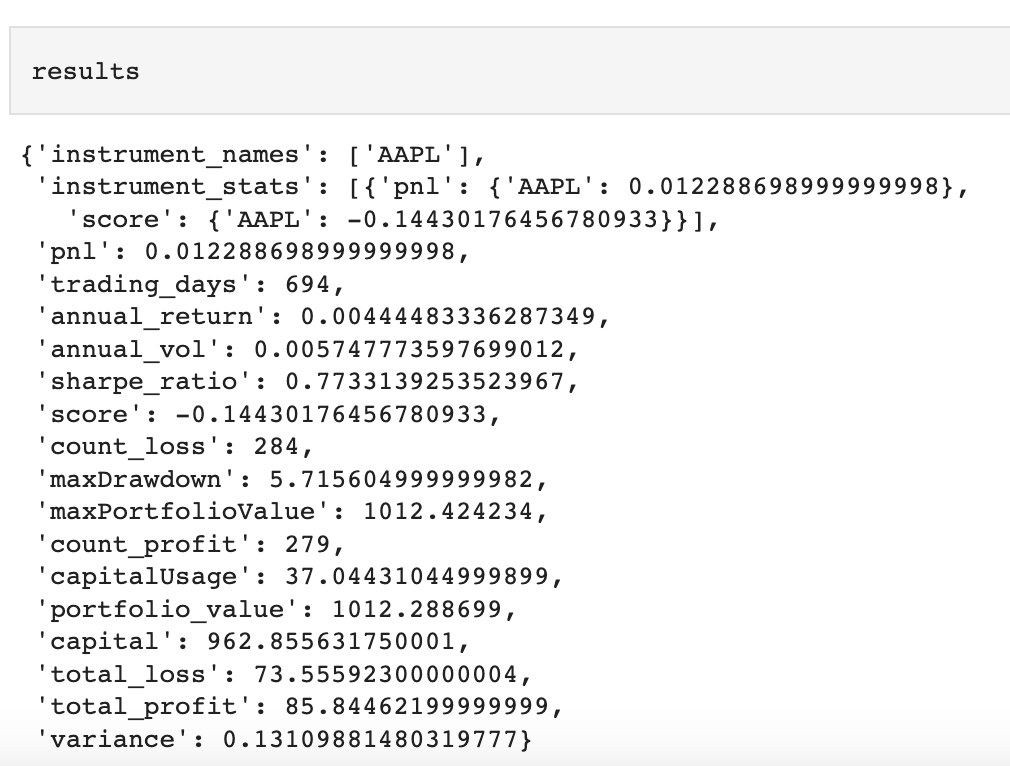 results
{'instrument_names': ['AAPL'],
'instrument_stats': [{'pnl': {'AAPL': 0.012288698999999998},
'score': {'AAPL': -0.14430176456780933}}],
'pnl': 0.012288698999999998,
'trading_days': 694,
'annual_return': 0.00444483336287349,
'annual_vol': 0.005747773597699012,
'sharpe_ratio': 0.7733139253523967,
'score': -0.14430176456780933,
'count_loss': 284,
'maxDrawdown': 5.715604999999982,
'maxPortfolioValue': 1012.424234,
'count_profit': 279,
'capitalUsage': 37.04431044999899,
'portfolio_value': 1012.288699,
'capital': 962.855631750001,
'total_loss': 73.55592300000004,
'total_profit': 85.84462199999999,
'variance': 0.13109881480319777}